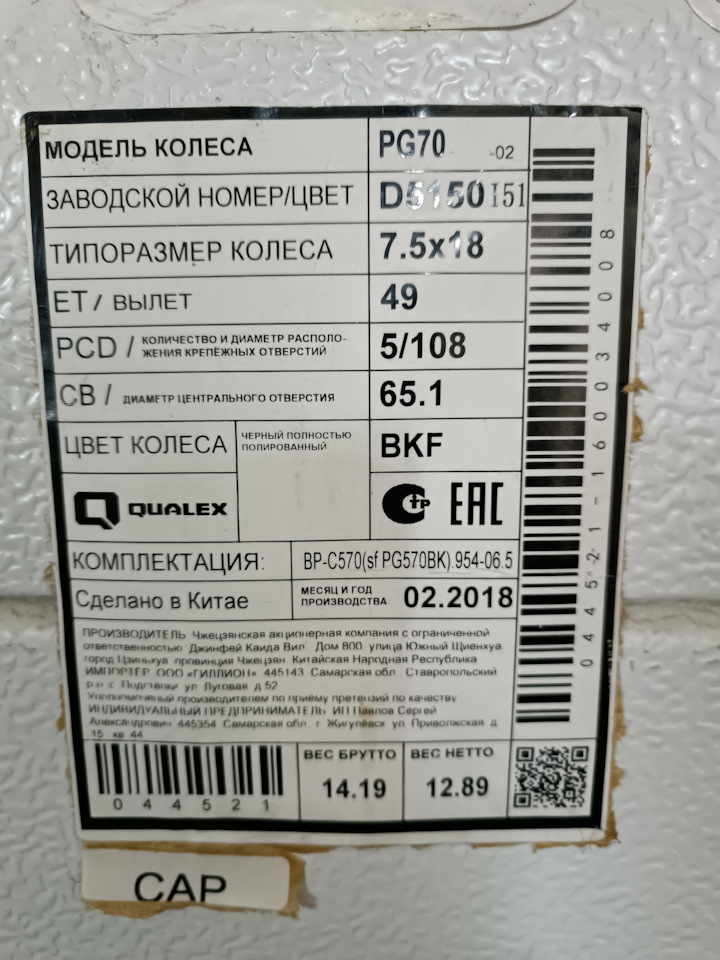 МОДЕЛЬ КОЛЕСА PG70 -02
ЗАВОДСКОЙ НОМЕР/ЦВЕТ D5150 I51
ТИПОРАЗМЕР КОЛЕСА 7.5x18
ET / ВЫЛЕТ 49
PCD / КОЛИЧЕСТВО И ДИАМЕТР РАСПОЛО-
ЖЕНИЯ КРЕПЁЖНЫХ ОТВЕРСТИЙ 5/108
CB / ДИАМЕТР ЦЕНТРАЛЬНОГО ОТВЕРСТИЯ 65.1
ЦВЕТ КОЛЕСА ЧЕРНЫЙ ПОЛНОСТЬЮ
ПОЛИРОВАННЫЙ BKF
QUALEX
ЕАС
КОМПЛЕКТАЦИЯ: BP-C570(sf PG570BK).954-06.5
Сделано в Китае МЕСЯЦ И ГОД
ПРОИЗВОДСТВА: 02.2018
ПРОИЗВОДИТЕЛЬ Чжецзянская акционерная компания с ограниченной
ответственностью Джинфей Каида Вил Дом 800 улица Южный Щиенхуа
город Цзиньхуа провинция Чжецзян Китайская Народная Республика
ИМПОРТЕР ООО «ГИЛЛИОН» 445143 Самарская обл Ставропольский
р н с Подстепки ул Луговая д 52
Уполномоченный производителем по приёму претензий по качеству
ИНДИВИДУАЛЬНЫЙ ПРЕДПРИНИМАТЕЛЬ ИП Павлов Сергей
Александрович 445354 Самарская обл г Жигулёвск ул Приволжская д
15 кв 44
044521
ВЕС БРУТТО 14.19
ВЕС НЕТТО 12.89
044521-160034008
CAP